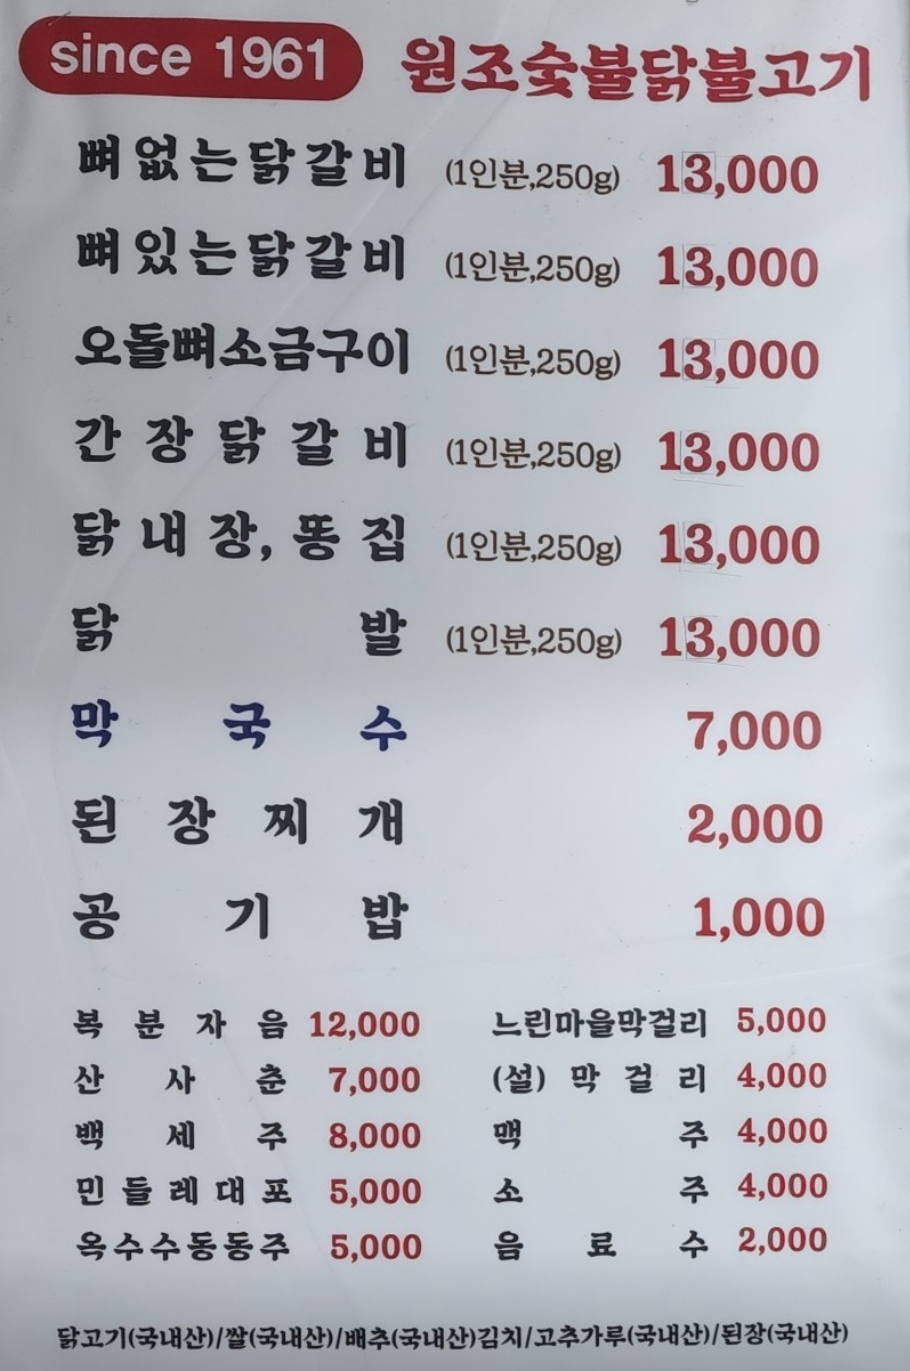 since 1961 원조숯불닭불고기
뼈없는닭갈비 (1인분,250g) 13,000
뼈있는닭갈비 (1인분,250g) 13,000
오돌뼈소금구이 (1인분,250g) 13,000
간장닭갈비 (1인분,250g) 13,000
닭내장, 똥집 (1인분,250g) 13,000
닭발 (1인분,250g) 13,000
막국수 7,000
된장찌개 2,000
공기밥 1,000
복분자음 12,000 느린마을막걸리 5,000
산사춘 7,000 (설)막걸리 4,000
백세주 8,000 맥주 4,000
민들레대포 5,000 소주 4,000
옥수수동동주 5,000 음료수 2,000
닭고기(국내산)/쌀(국내산)/배추(국내산)김치/고추가루(국내산)/된장(국내산)